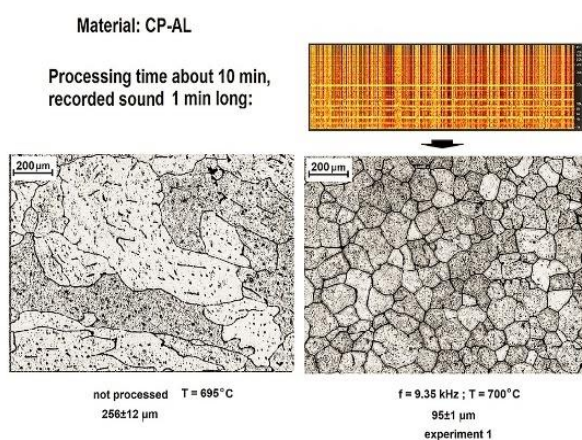 Material: CP-AL
Processing time about 10 min,
recorded sound 1 min long:
200 µm
200 µm
not processed T = 695°C
256±12 µm
f = 9.35 kHz ; T = 700°C
95±1 µm
experiment 1